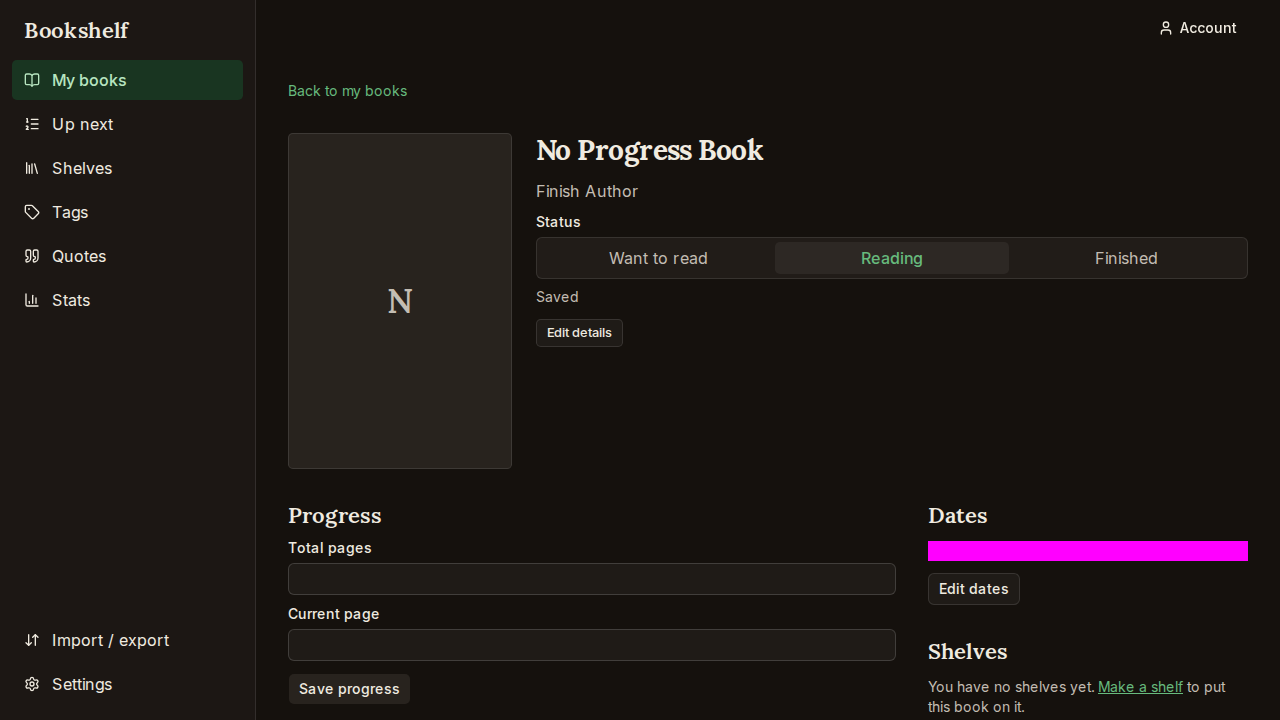 Bookshelf
My books
Up next
Shelves
Tags
Quotes
Stats
Import / export
Settings
Account
Back to my books
N
No Progress Book
Finish Author
Status
Want to read
Reading
Finished
Saved
Edit details
Progress
Total pages
Current page
Save progress
Dates
Edit dates
Shelves
You have no shelves yet. Make a shelf to put
this book on it.